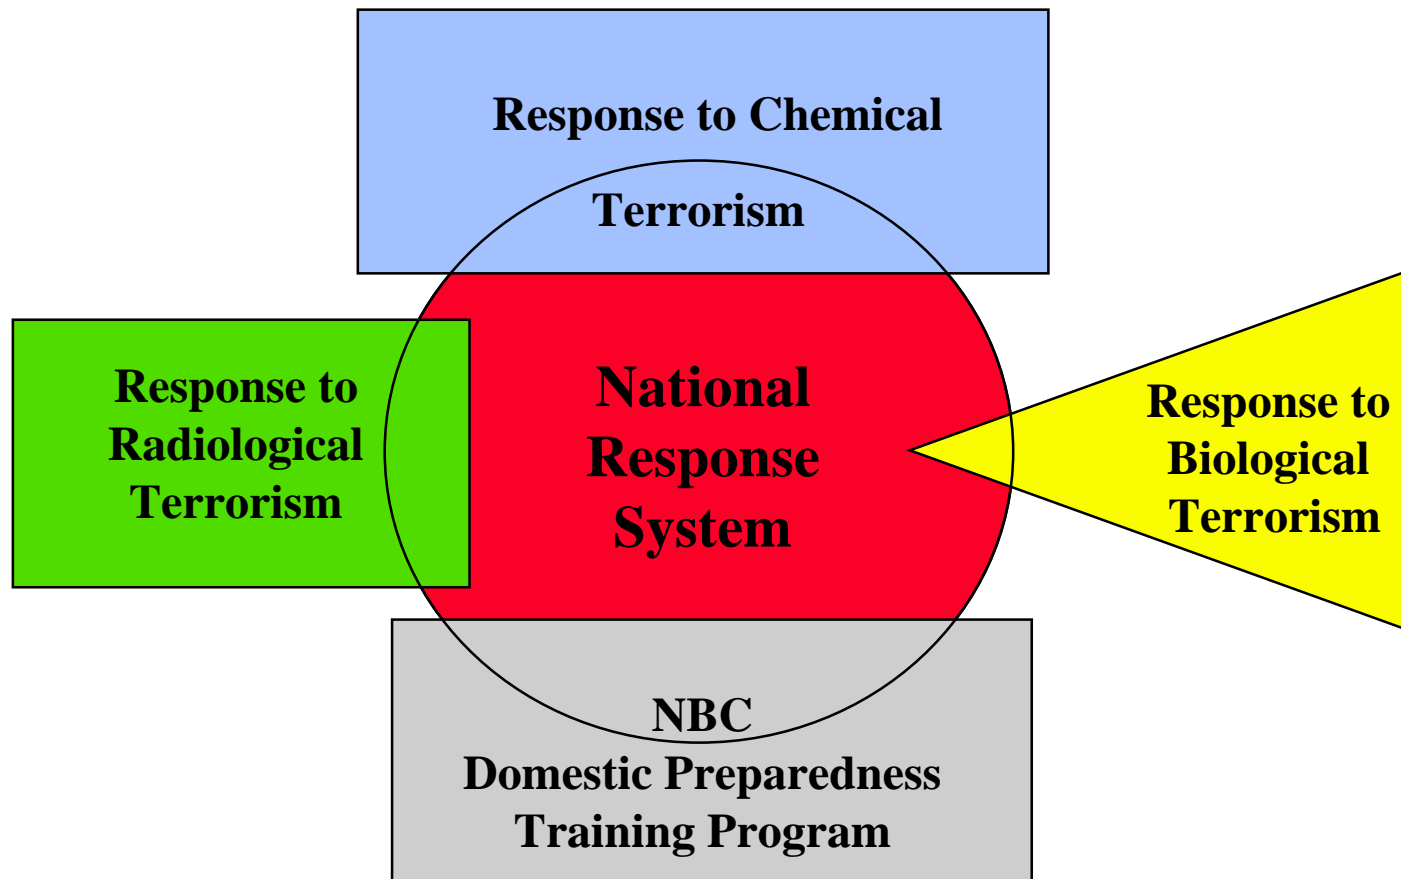 Response to Chemical
Terrorism
Response to
Radiological
Terrorism
National
Response
System
Response to
Biological
Terrorism
NBC
Domestic Preparedness
Training Program